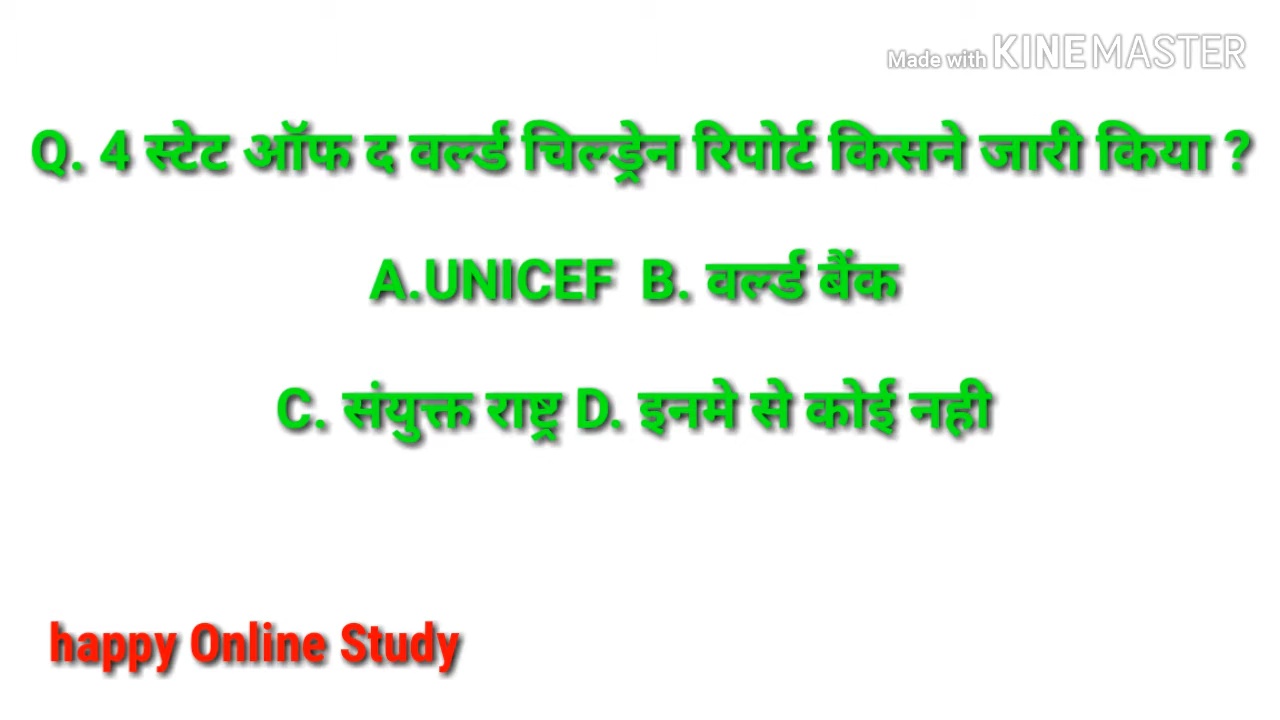 Made with KINEMASTER
Q. 4 स्टेट ऑफ द वर्ल्ड चिल्ड्रेन रिपोर्ट किसने जारी किया ?
A.UNICEF B. वर्ल्ड बैंक
C. संयुक्त राष्ट्र D. इनमे से कोई नही
happy Online Study